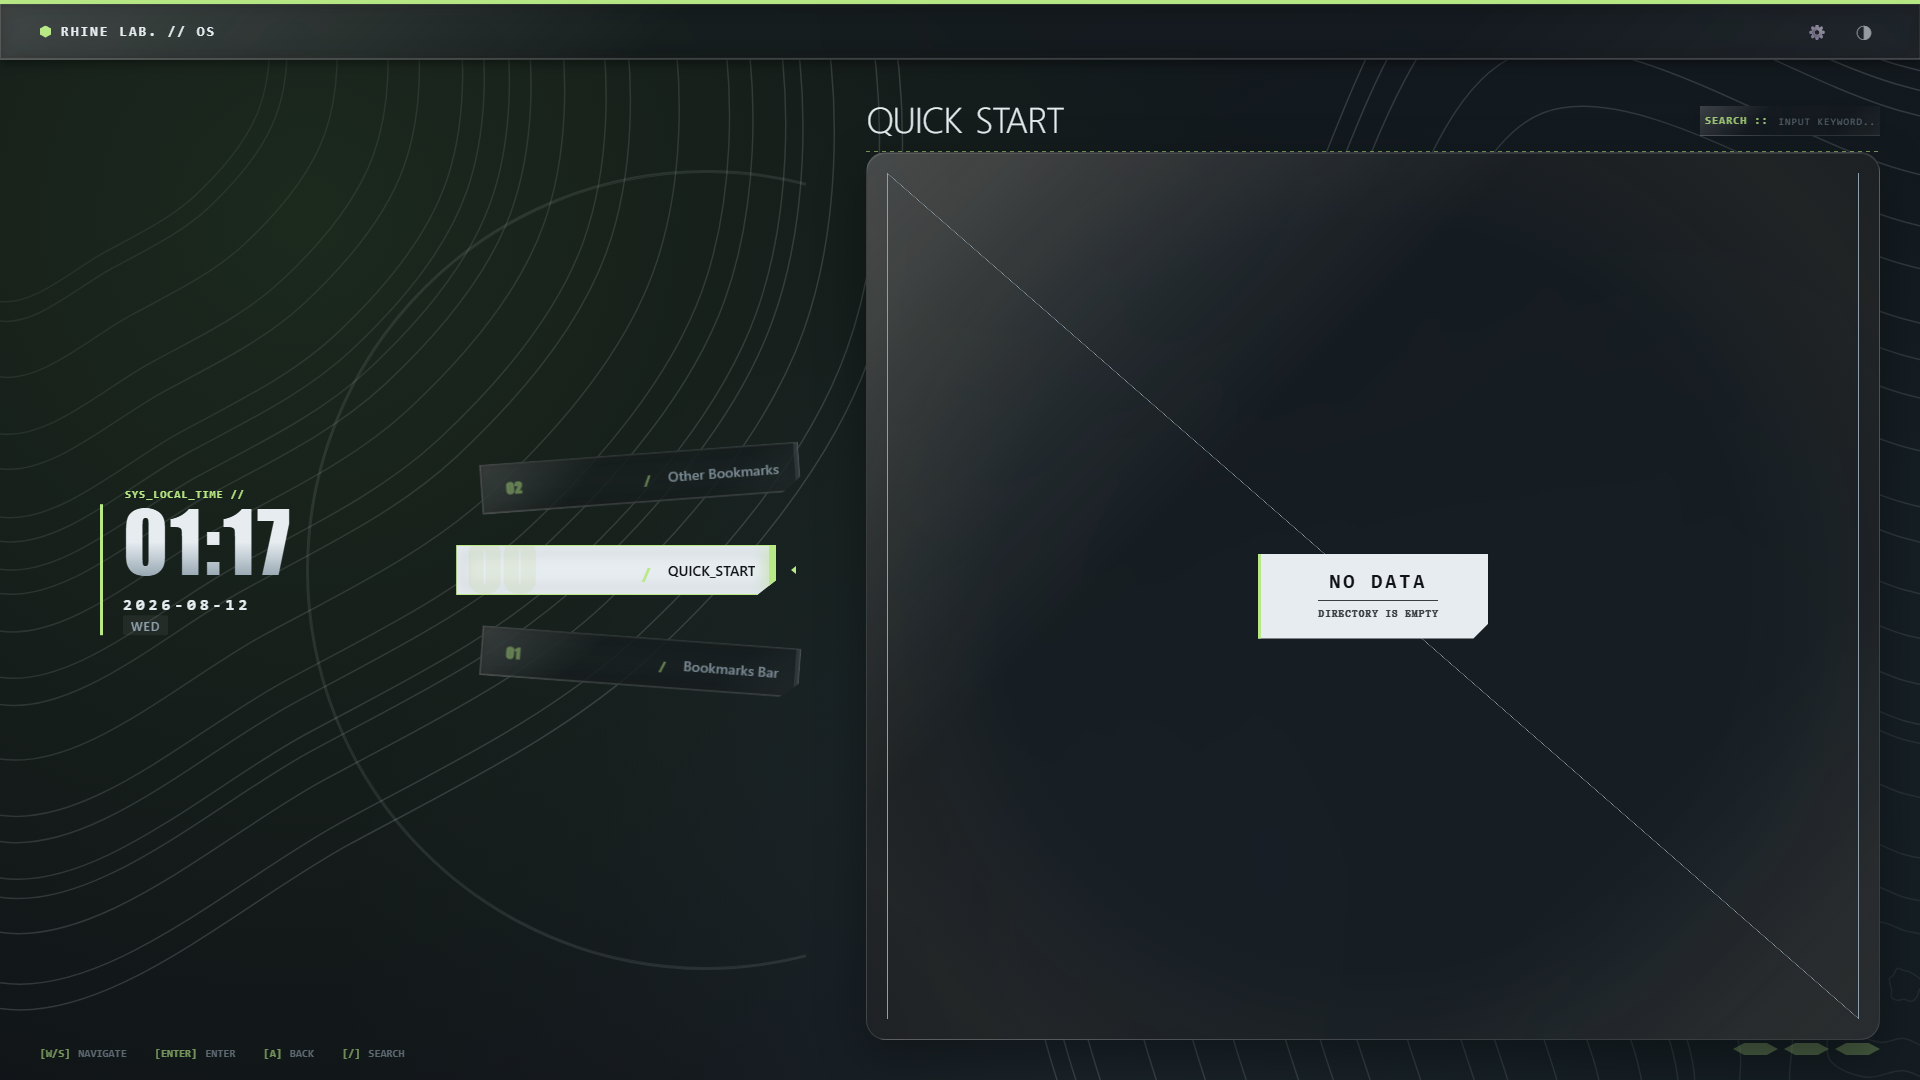 RHINE LAB. // OS
QUICK START
SEARCH :: INPUT KEYWORD..
02 / Other Bookmarks
SYS_LOCAL_TIME //
01:17
2026-08-12
WED
/ QUICK_START
01 / Bookmarks Bar
NO DATA
DIRECTORY IS EMPTY
[W/S] NAVIGATE [ENTER] ENTER [A] BACK [/] SEARCH